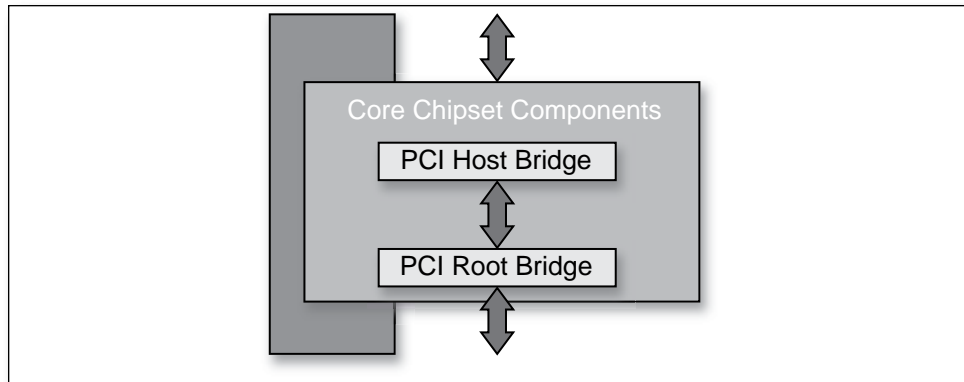 Core Chipset Components
PCI Host Bridge
PCI Root Bridge